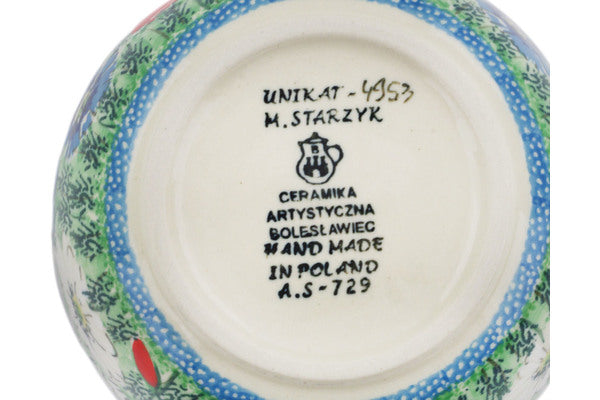 UNIKAT-4953
M. STARZYK
B
CERAMIKA
ARTYSTYCZNA
BOLESŁAWIEC
HAND MADE
IN POLAND
A.S-729